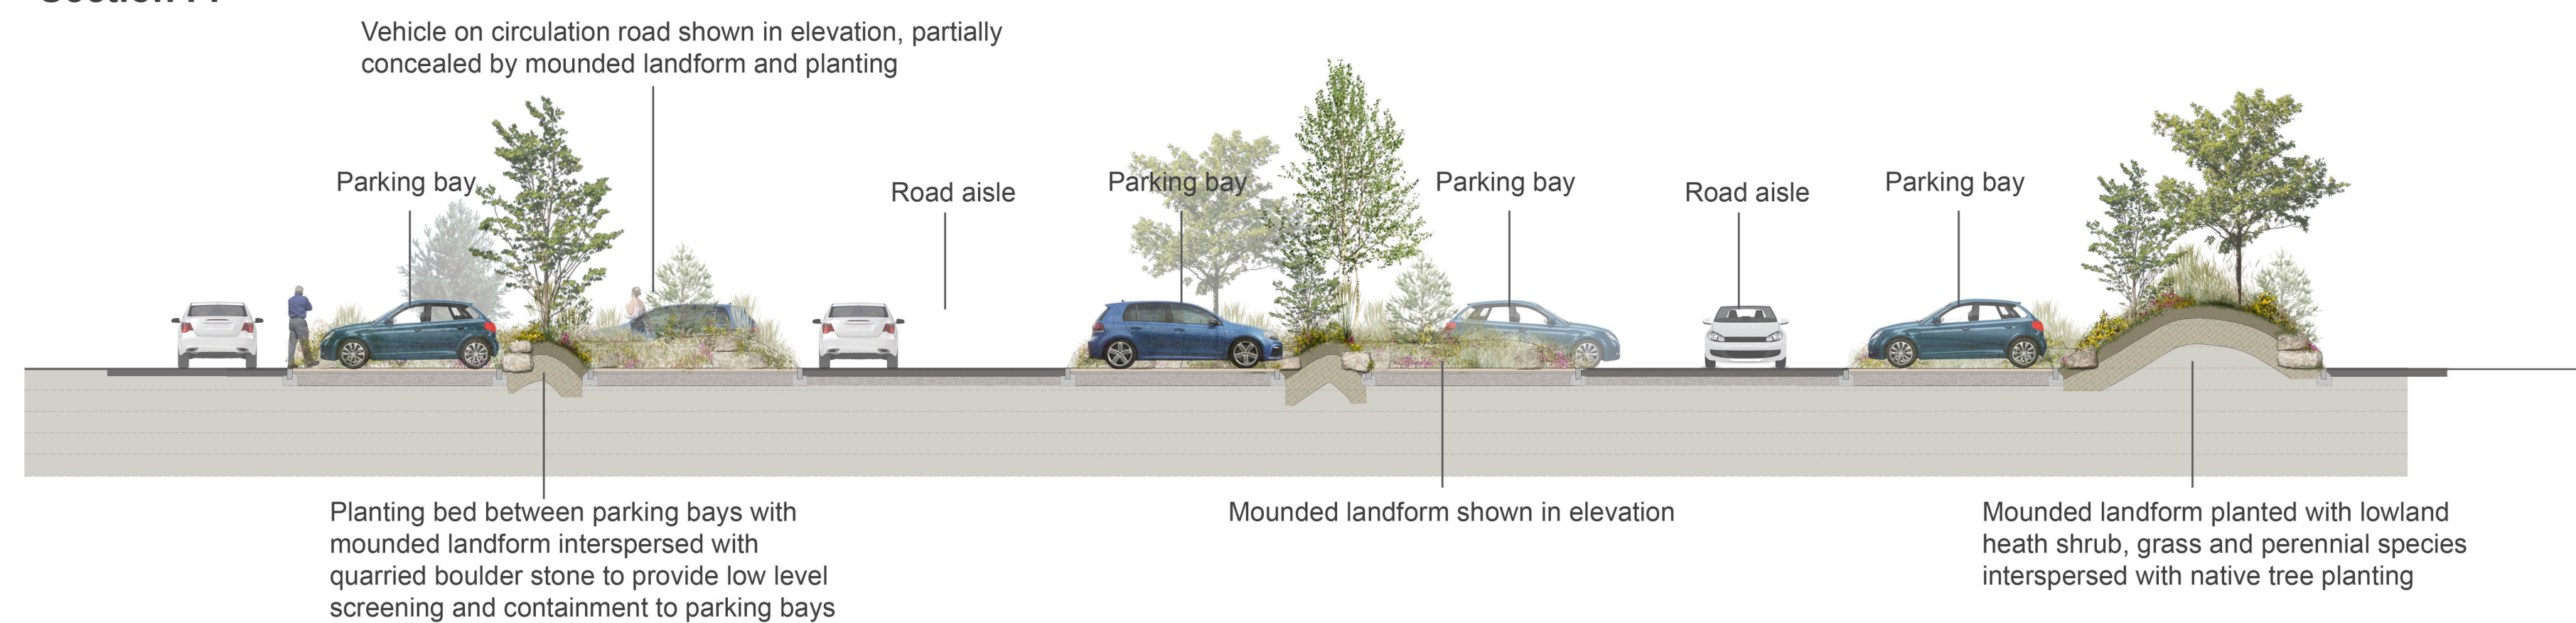 Vehicle on circulation road shown in elevation, partially
concealed by mounded landform and planting
Parking bay
Road aisle
Parking bay
Parking bay
Road aisle
Parking bay
Planting bed between parking bays with
mounded landform interspersed with
quarried boulder stone to provide low level
screening and containment to parking bays
Mounded landform shown in elevation
Mounded landform planted with lowland
heath shrub, grass and perennial species
interspersed with native tree planting